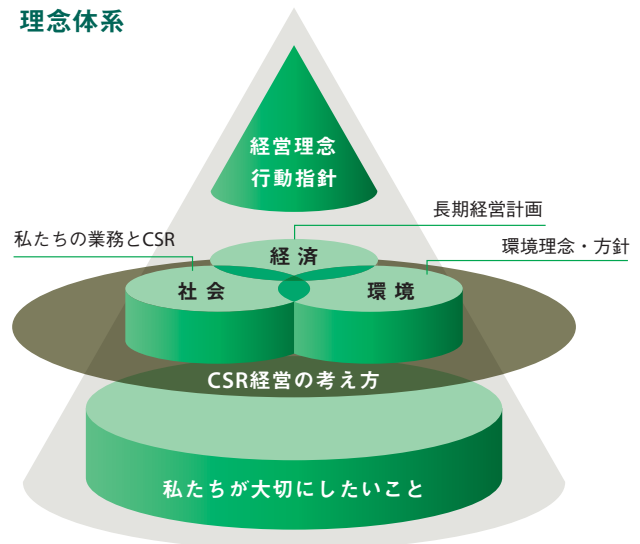 理念体系
経営理念
行動指針
長期経営計画
私たちの業務とCSR
環境理念・方針
経済
社会
環境
CSR経営の考え方
私たちが大切にしたいこと